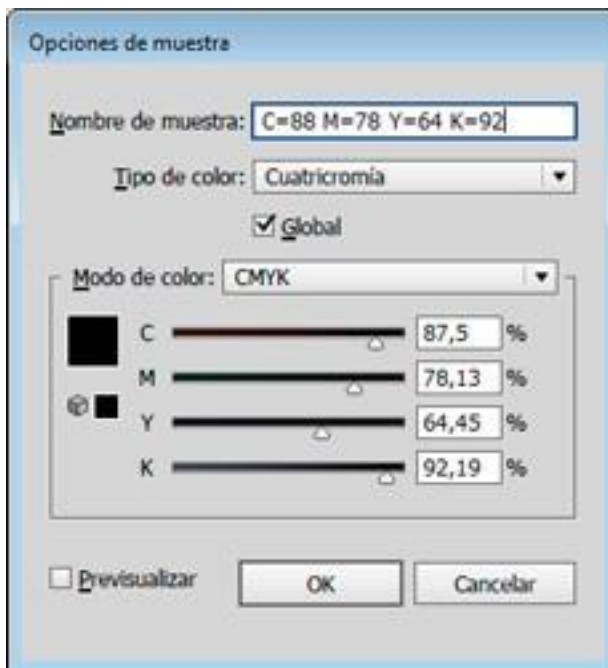 Opciones de muestra
Nombre de muestra: C=88 M=78 Y=64 K=92
Tipo de color: Cuatricromía
Global
Modo de color: CMYK
C 87,5 %
M 78,13 %
Y 64,45 %
K 92,19 %
Previsualizar OK Cancelar